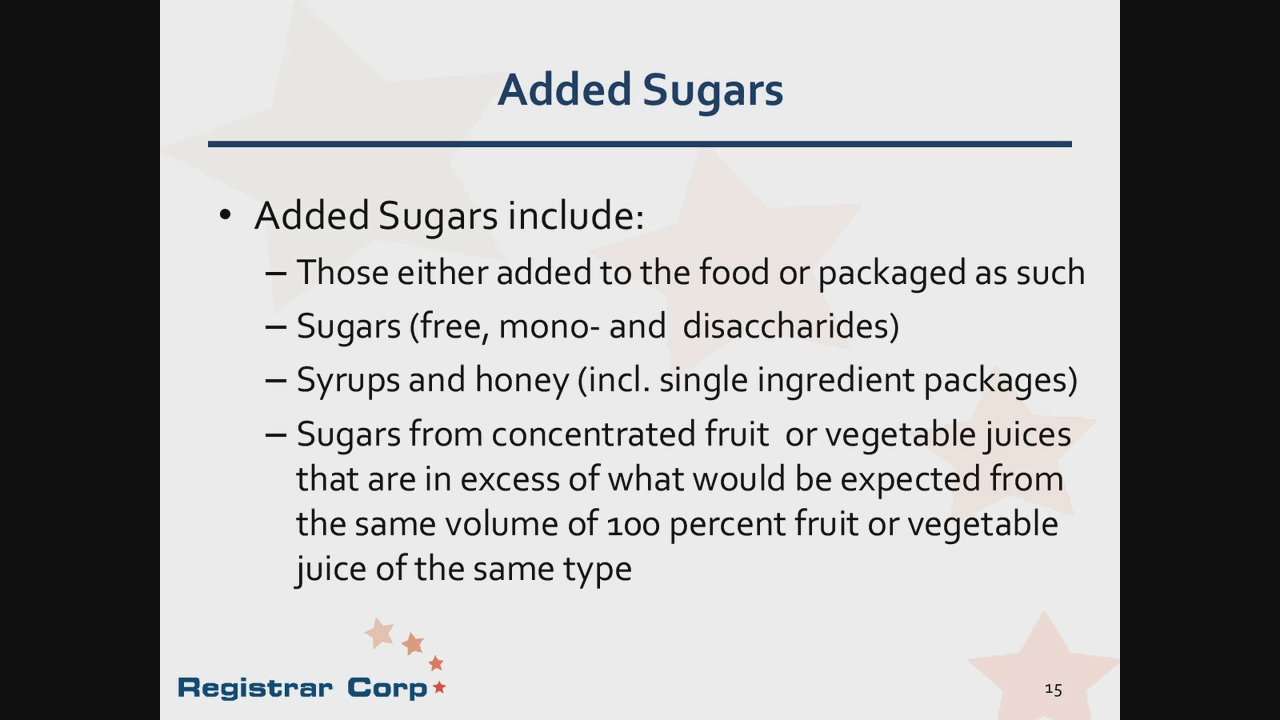 Added Sugars
• Added Sugars include:
– Those either added to the food or packaged as such
– Sugars (free, mono- and  disaccharides)
– Syrups and honey (incl. single ingredient packages)
– Sugars from concentrated fruit  or vegetable juices
that are in excess of what would be expected from
the same volume of 100 percent fruit or vegetable
juice of the same type
Registrar Corp
15